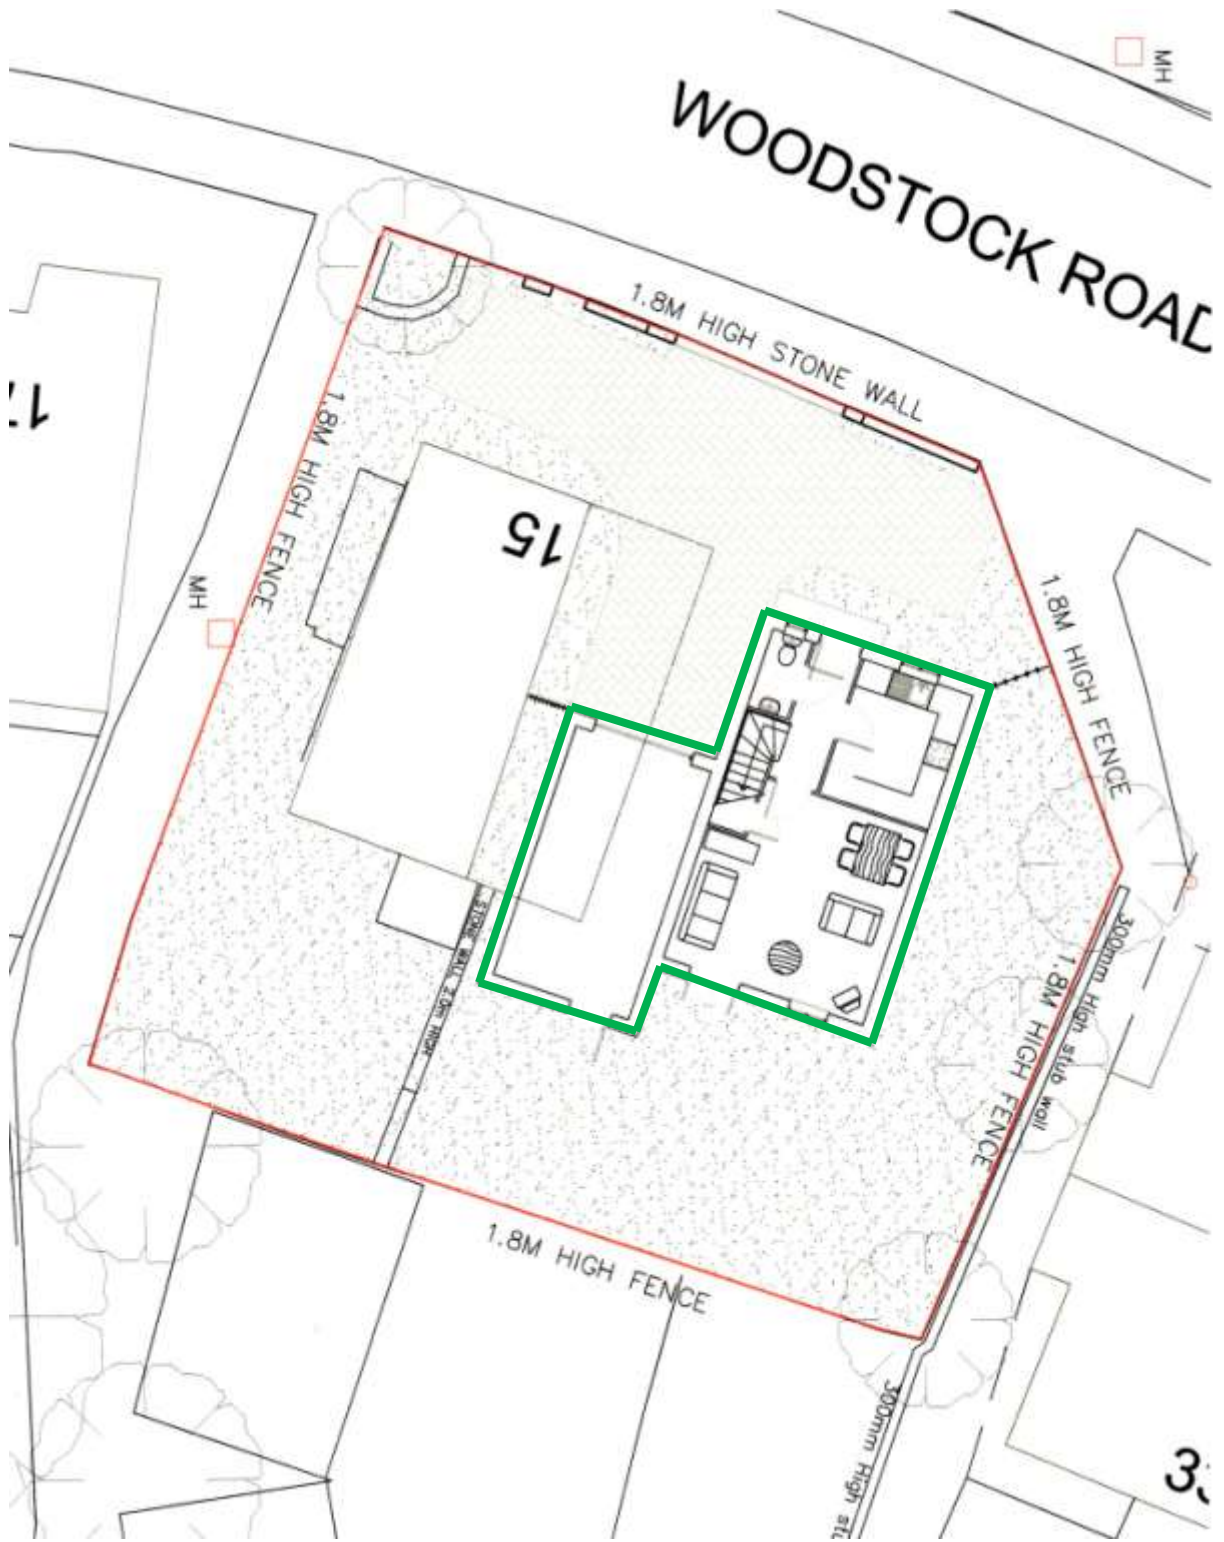 MH
WOODSTOCK ROAD
1.8M HIGH STONE WALL
17
1.8M HIGH FENCE
15
MH
1.8M HIGH FENCE
STONE WALL 2.0m HIGH
300mm High stub wall
1.8M HIGH FENCE
1.8M HIGH FENCE
300mm High stu
33